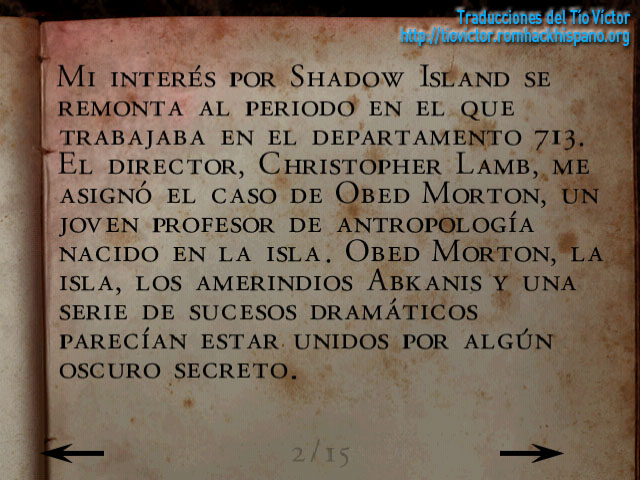 Traducciones del Tio Victor
http://tiovictor.romhackhispano.org
Mi interés por Shadow Island se
remonta al periodo en el que
trabajaba en el departamento 713.
El director, Christopher Lamb, me
asignó el caso de Obed Morton, un
joven profesor de antropología
nacido en la isla. Obed Morton, la
isla, los amerindios Abkanis y una
serie de sucesos dramáticos
parecían estar unidos por algún
oscuro secreto.
2/15